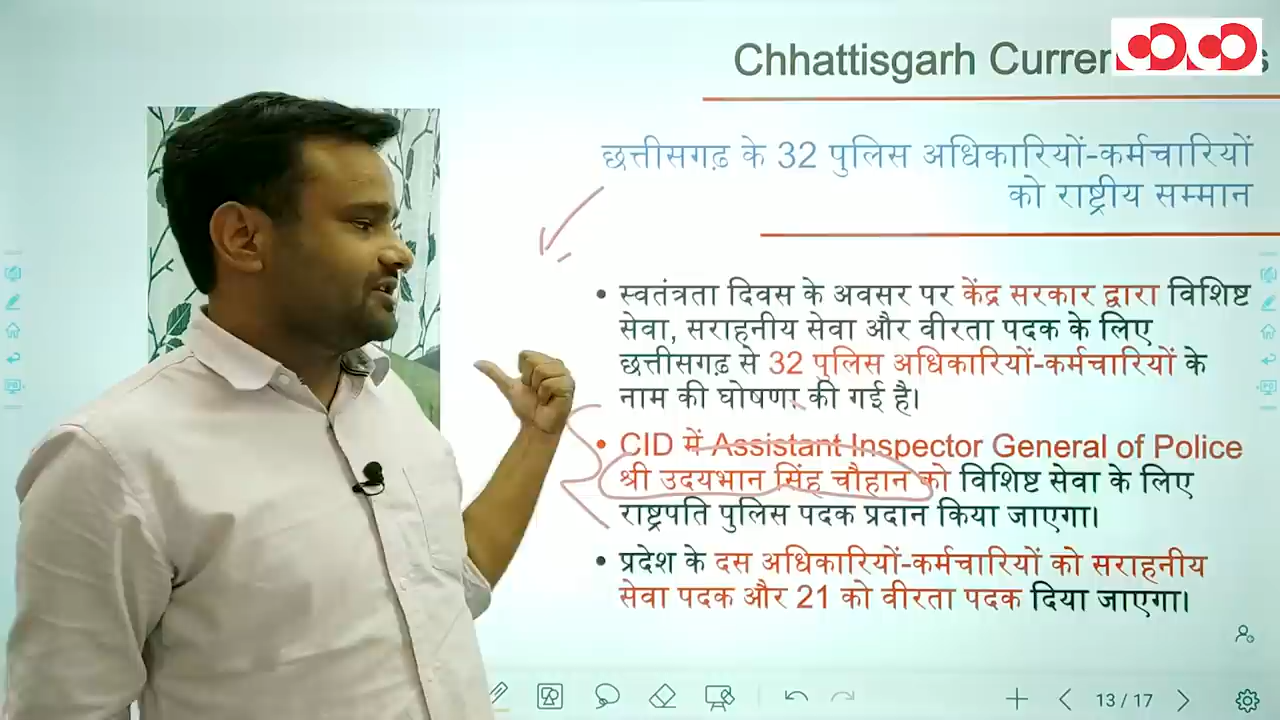 Chhattisgarh
छत्तीसगढ़ के 32 पुलिस अधिकारियों-कर्मचारियों
को राष्ट्रीय सम्मान
• स्वतंत्रता दिवस के अवसर पर केंद्र सरकार द्वारा विशिष्ट
सेवा, सराहनीय सेवा और वीरता पदक के लिए
छत्तीसगढ़ से 32 पुलिस अधिकारियों-कर्मचारियों के
नाम की घोषणा की गई है।
• CID में Assistant Inspector General of Police
श्री उदयभान सिंह चौहान को विशिष्ट सेवा के लिए
राष्ट्रपति पुलिस पदक प्रदान किया जाएगा।
• प्रदेश के दस अधिकारियों-कर्मचारियों को सराहनीय
सेवा पदक और 21 को वीरता पदक दिया जाएगा।
13 / 17